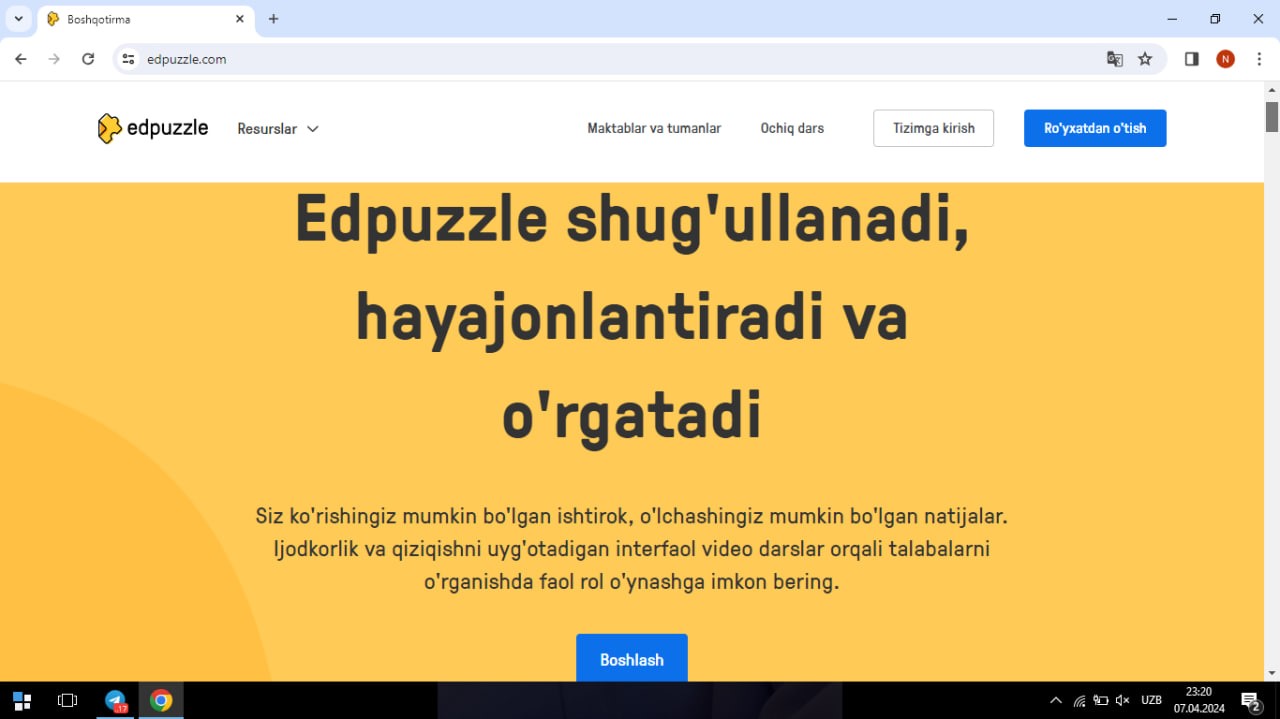 Boshqotirma
edpuzzle.com
N
edpuzzle
Resurslar
Maktablar va tumanlar
Ochiq dars
Tizimga kirish
Ro'yxatdan o'tish
Edpuzzle shug'ullanadi,
hayajonlantiradi va
o'rgatadi
Siz ko'rishingiz mumkin bo'lgan ishtirok, o'lchashingiz mumkin bo'lgan natijalar.
Ijodkorlik va qiziqishni uyg'otadigan interfaol video darslar orqali talabalarni
o'rganishda faol rol o'ynashga imkon bering.
Boshlash
17
UZB
23:20
07.04.2024
2